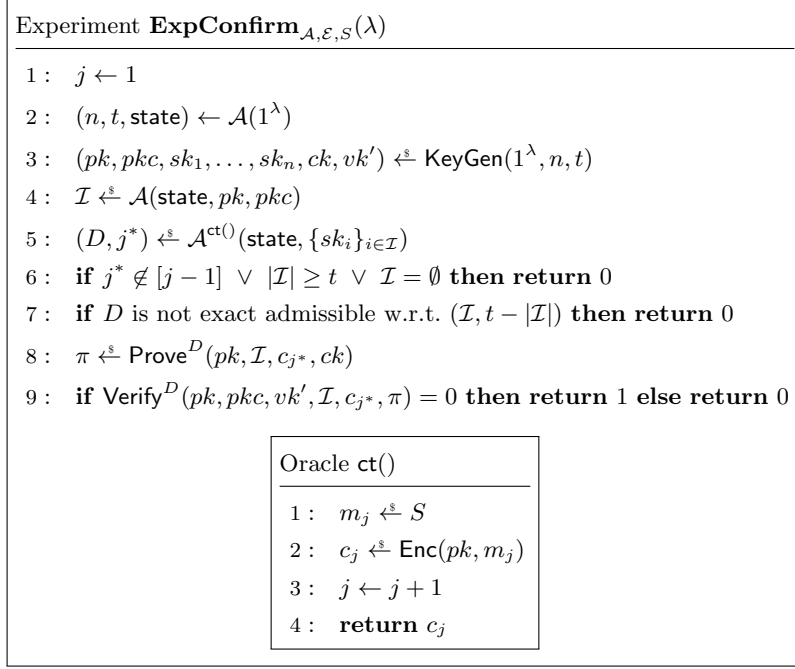 Experiment ExpConfirm_{𝒜,ℰ,S}(λ)
1 : j ← 1
2 : (n, t, state) ← 𝒜(1^λ)
3 : (pk, pkc, sk_1, . . . , sk_n, ck, vk′) ←$ KeyGen(1^λ, n, t)
4 : ℐ ←$ 𝒜(state, pk, pkc)
5 : (D, j*) ←$ 𝒜^{ct()}(state, {sk_i}_{i∈ℐ})
6 : if j* ∉ [j − 1] ∨ |ℐ| ≥ t ∨ ℐ = ∅ then return 0
7 : if D is not exact admissible w.r.t. (ℐ, t − |ℐ|) then return 0
8 : π ←$ Prove^D(pk, ℐ, c_{j*}, ck)
9 : if Verify^D(pk, pkc, vk′, ℐ, c_{j*}, π) = 0 then return 1 else return 0
Oracle ct()
1 : m_j ←$ S
2 : c_j ←$ Enc(pk, m_j)
3 : j ← j + 1
4 : return c_j